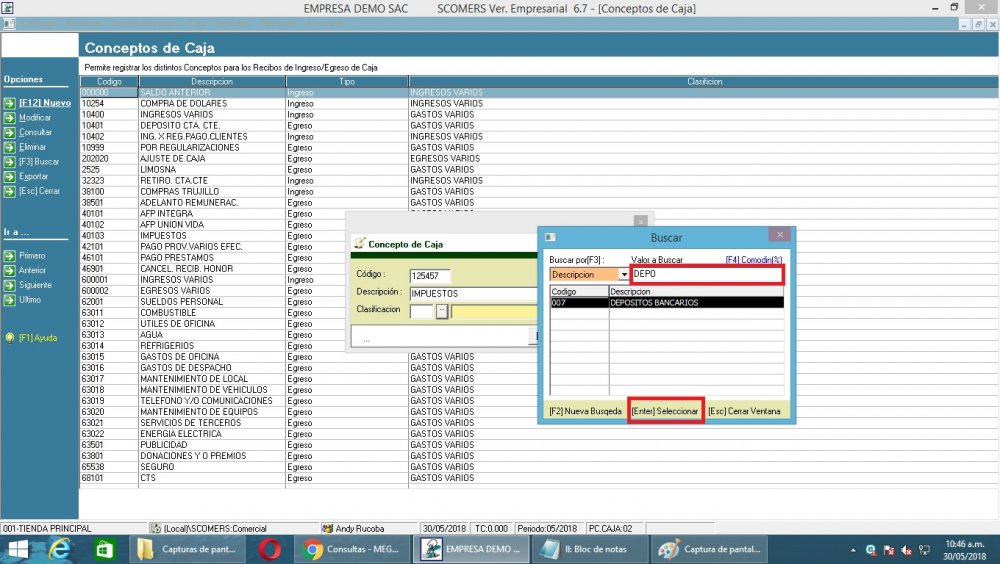 EMPRESA DEMO SAC SCOMERS Ver. Empresarial 6.7 - [Conceptos de Caja]
Conceptos de Caja
Permite registrar los distintos Conceptos para los Recibos de Ingreso/Egreso de Caja
Opciones
[F12] Nuevo
Modificar
Consultar
Eliminar
[F3] Buscar
Exportar
[Esc] Cerrar
Ir a ...
Primero
Anterior
Siguiente
Ultimo
[F1] Ayuda
Codigo Descripcion Tipo Clasificion
000000 SALDO ANTERIOR Ingreso INGRESOS VARIOS
10254 COMPRA DE DOLARES Ingreso INGRESOS VARIOS
10400 INGRESOS VARIOS Ingreso GASTOS VARIOS
10401 DEPOSITO CTA. CTE. Egreso GASTOS VARIOS
10402 ING. X REG.PAGO.CLIENTES Ingreso INGRESOS VARIOS
10999 POR REGULARIZACIONES Egreso GASTOS VARIOS
202020 AJUSTE DE CAJA Egreso EGRESOS VARIOS
2525 LIMOSNA Egreso GASTOS VARIOS
32323 RETIRO. CTA.CTE Ingreso INGRESOS VARIOS
38100 COMPRAS TRUJILLO Egreso GASTOS VARIOS
38501 ADELANTO REMUNERAC. Egreso GASTOS VARIOS
40101 AFP INTEGRA Egreso
40102 AFP UNION VIDA Egreso
40103 IMPUESTOS Egreso
42101 PAGO PROV.VARIOS EFEC. Egreso
46101 PAGO PRESTAMOS Egreso
46901 CANCEL. RECIB. HONOR Egreso
600001 INGRESOS VARIOS Ingreso
600002 EGRESOS VARIOS Egreso
62001 SUELDOS PERSONAL Egreso
63011 COMBUSTIBLE Egreso
63012 UTILES DE OFICINA Egreso
63013 AGUA Egreso
63014 REFRIGERIOS Egreso
63015 GASTOS DE OFICINA Egreso GASTOS VARIOS
63016 GASTOS DE DESPACHO Egreso GASTOS VARIOS
63017 MANTENIMIENTO DE LOCAL Egreso GASTOS VARIOS
63018 MANTENIMIENTO DE VEHICULOS Egreso GASTOS VARIOS
63019 TELEFONO Y/O COMUNICACIONES Egreso GASTOS VARIOS
63020 MANTENIMIENTO DE EQUIPOS Egreso GASTOS VARIOS
63021 SERVICIOS DE TERCEROS Egreso GASTOS VARIOS
63022 ENERGIA ELECTRICA Egreso GASTOS VARIOS
63501 PUBLICIDAD Egreso GASTOS VARIOS
63801 DONACIONES Y O PREMIOS Egreso GASTOS VARIOS
65538 SEGURO Egreso GASTOS VARIOS
68101 CTS Egreso GASTOS VARIOS
Concepto de Caja
Código : 125457
Descripción : IMPUESTOS
Clasificacion ...
...
Buscar
Buscar por[F3] : Valor a Buscar [F4] Comodin(%)
Descripcion DEPO
Codigo Descripcion
007 DEPOSITOS BANCARIOS
[F2] Nueva Busqeda [Enter] Seleccionar [Esc] Cerrar Ventana
001-TIENDA PRINCIPAL (Local)\SCOMERS:Comercial Andy Rucoba 30/05/2018 TC:0.000 Periodo:05/2018 PC.CAJA:02
Capturas de pant... Consultas - MEG... EMPRESA DEMO ... II: Bloc de notas Captura de pantal... 10:46 a.m.
30/05/2018